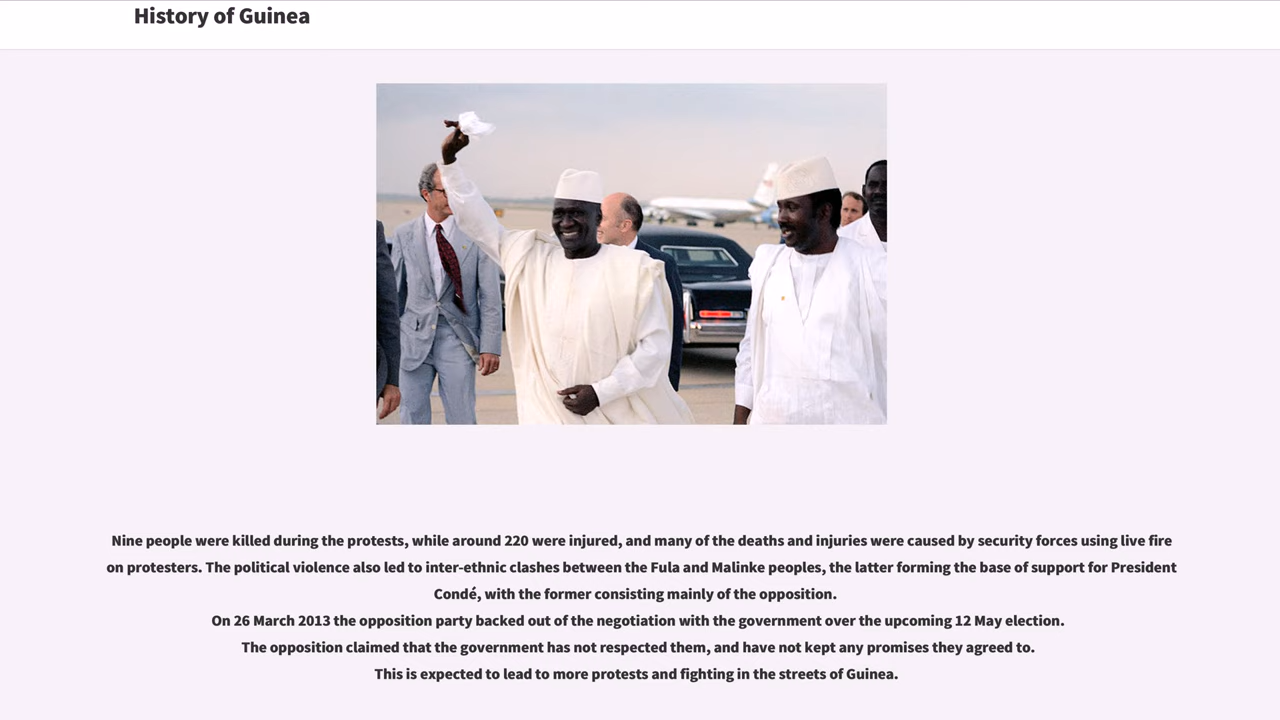 History of Guinea
Nine people were killed during the protests, while around 220 were injured, and many of the deaths and injuries were caused by security forces using live fire
on protesters. The political violence also led to inter-ethnic clashes between the Fula and Malinke peoples, the latter forming the base of support for President
Condé, with the former consisting mainly of the opposition.
On 26 March 2013 the opposition party backed out of the negotiation with the government over the upcoming 12 May election.
The opposition claimed that the government has not respected them, and have not kept any promises they agreed to.
This is expected to lead to more protests and fighting in the streets of Guinea.